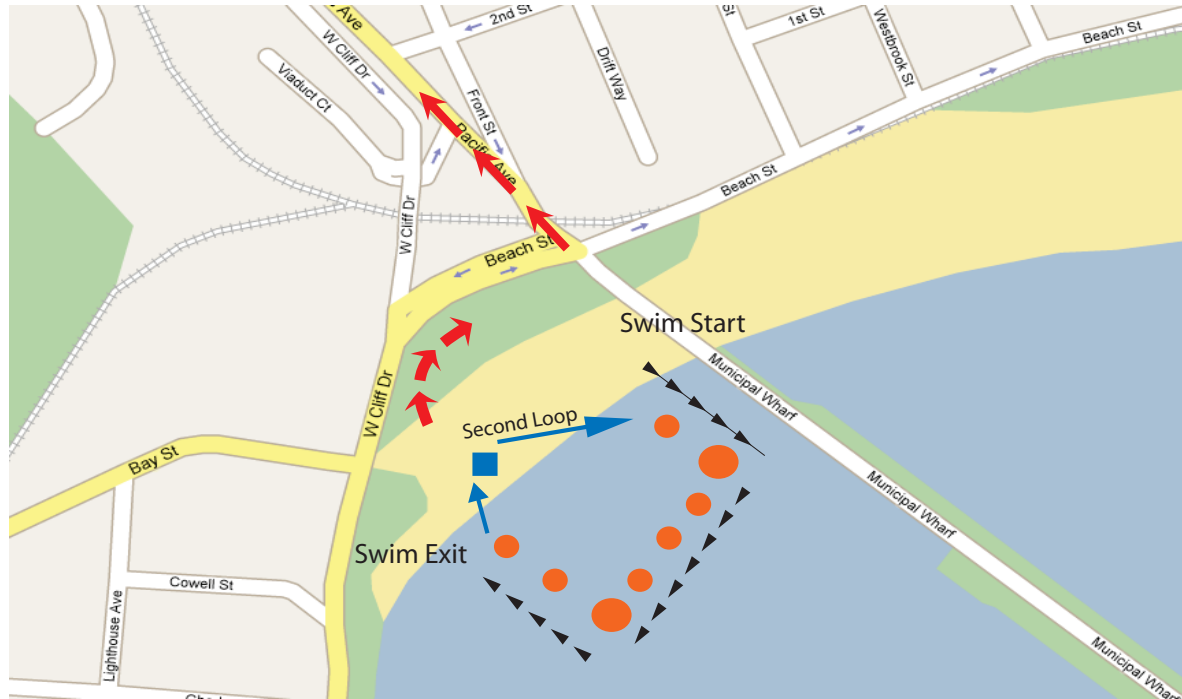 Ave
2nd St
St
1st St
Westbrook St
Beach St
W Cliff Dr
Viaduct Ct
Front St
Drift Way
Pacific Ave
Beach St
W Cliff Dr
Beach St
Swim Start
Municipal Wharf
W Cliff Dr
Second Loop
Bay St
Municipal Wharf
Swim Exit
Cowell St
Lighthouse Ave
Municipal Wharf